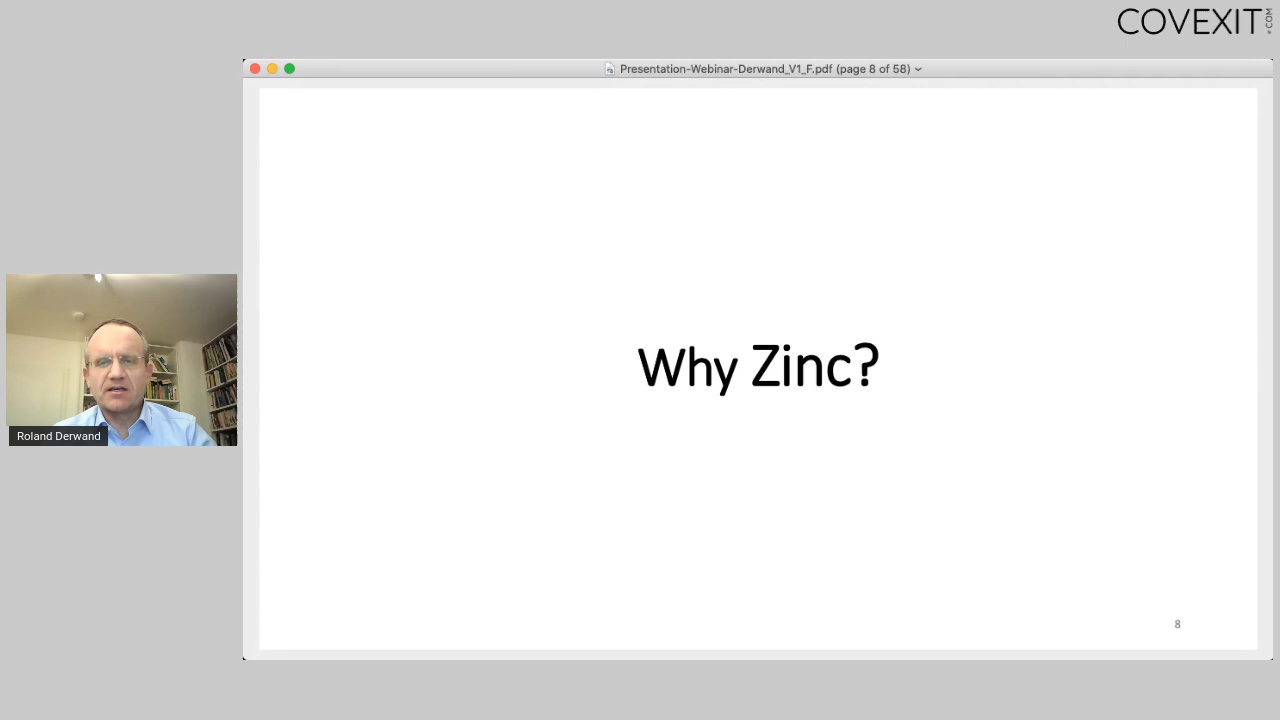 COVEXIT.COM
Presentation-Webinar-Derwand_V1_F.pdf (page 8 of 58)
Why Zinc?
Roland Derwand
8